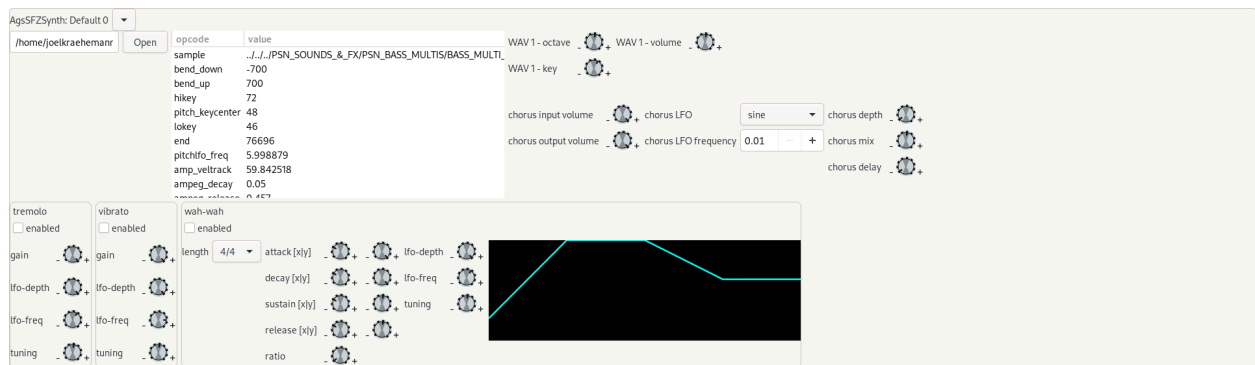 AgsSFZSynth: Default 0
/home/joelkraehemanr Open
opcode value
sample ../../../PSN_SOUNDS_&_FX/PSN_BASS_MULTIS/BASS_MULTI_
bend_down -700
bend_up 700
hikey 72
pitch_keycenter 48
lokey 46
end 76696
pitchlfo_freq 5.998879
amp_veltrack 59.842518
ampeg_decay 0.05
ampeg_release 0.457
WAV 1 - octave - + WAV 1 - volume - +
WAV 1 - key - +
chorus input volume - + chorus LFO sine chorus depth - +
chorus output volume - + chorus LFO frequency 0.01 - + chorus mix - +
chorus delay - +
tremolo
enabled
gain - +
lfo-depth - +
lfo-freq - +
tuning - +
vibrato
enabled
gain - +
lfo-depth - +
lfo-freq - +
tuning - +
wah-wah
enabled
length 4/4 attack [x|y] - + - + lfo-depth - +
decay [x|y] - + - + lfo-freq - +
sustain [x|y] - + - + tuning - +
release [x|y] - + - +
ratio - +